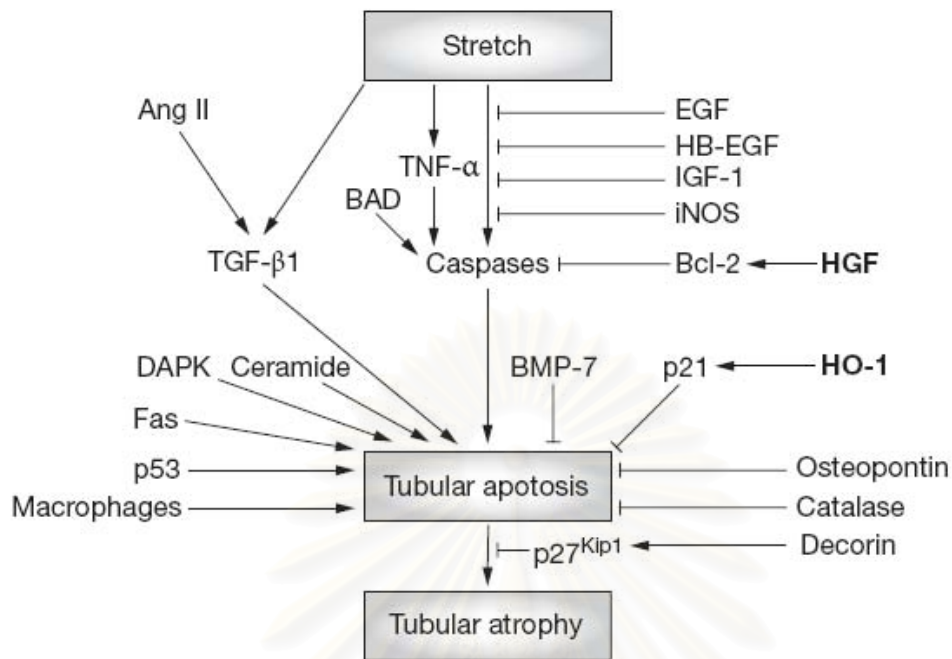 Stretch
Ang II
EGF
HB-EGF
TNF-α
IGF-1
BAD
iNOS
TGF-β1
Caspases
Bcl-2
HGF
DAPK
Ceramide
BMP-7
p21
HO-1
Fas
p53
Tubular apotosis
Osteopontin
Macrophages
Catalase
p27Kip1
Decorin
Tubular atrophy